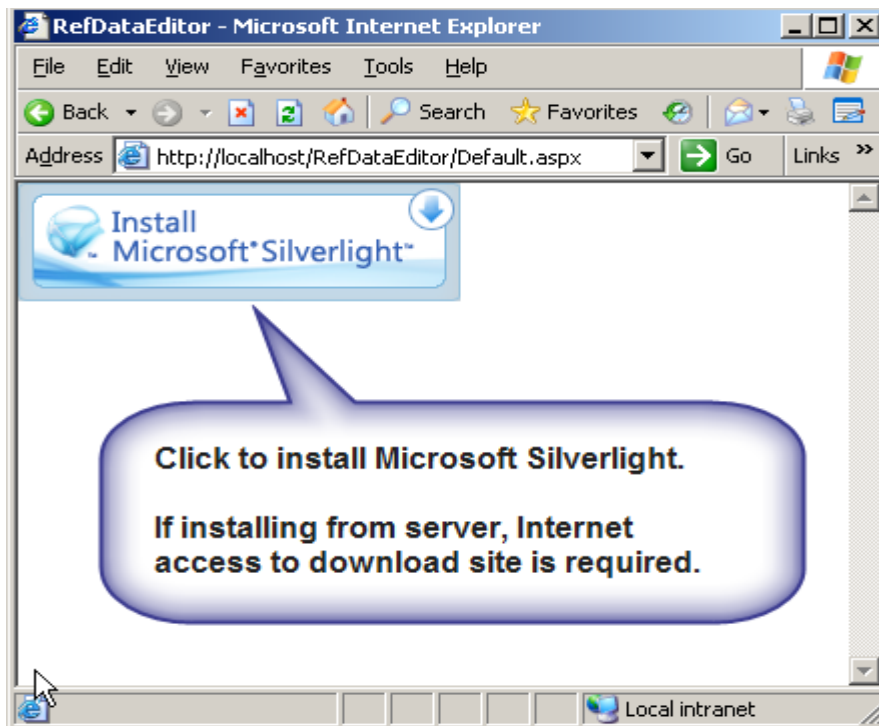 RefDataEditor - Microsoft Internet Explorer
File Edit View Favorites Tools Help
Back Search Favorites
Address http://localhost/RefDataEditor/Default.aspx Go Links »
Install
Microsoft® Silverlight™
Click to install Microsoft Silverlight.
If installing from server, Internet
access to download site is required.
Local intranet